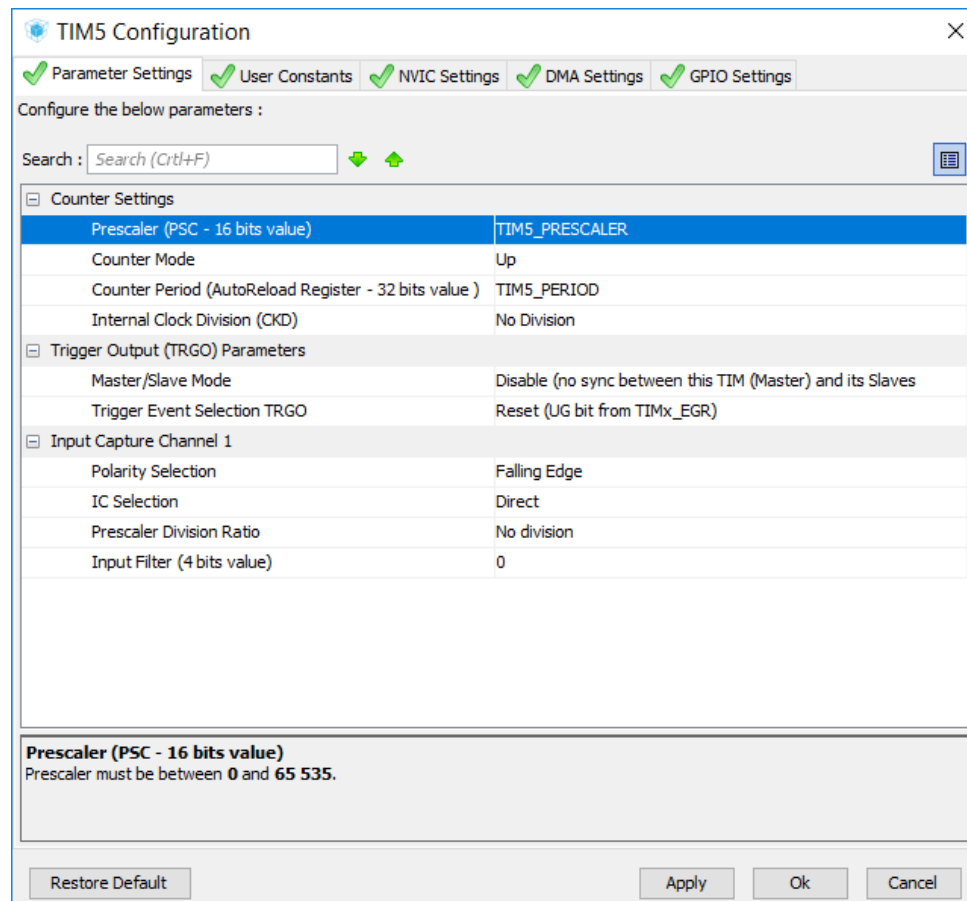 TIM5 Configuration
Parameter Settings User Constants NVIC Settings DMA Settings GPIO Settings
Configure the below parameters :
Search : Search (Crtl+F)
Counter Settings
Prescaler (PSC - 16 bits value) TIM5_PRESCALER
Counter Mode Up
Counter Period (AutoReload Register - 32 bits value ) TIM5_PERIOD
Internal Clock Division (CKD) No Division
Trigger Output (TRGO) Parameters
Master/Slave Mode Disable (no sync between this TIM (Master) and its Slaves
Trigger Event Selection TRGO Reset (UG bit from TIMx_EGR)
Input Capture Channel 1
Polarity Selection Falling Edge
IC Selection Direct
Prescaler Division Ratio No division
Input Filter (4 bits value) 0
Prescaler (PSC - 16 bits value)
Prescaler must be between 0 and 65 535.
Restore Default Apply Ok Cancel